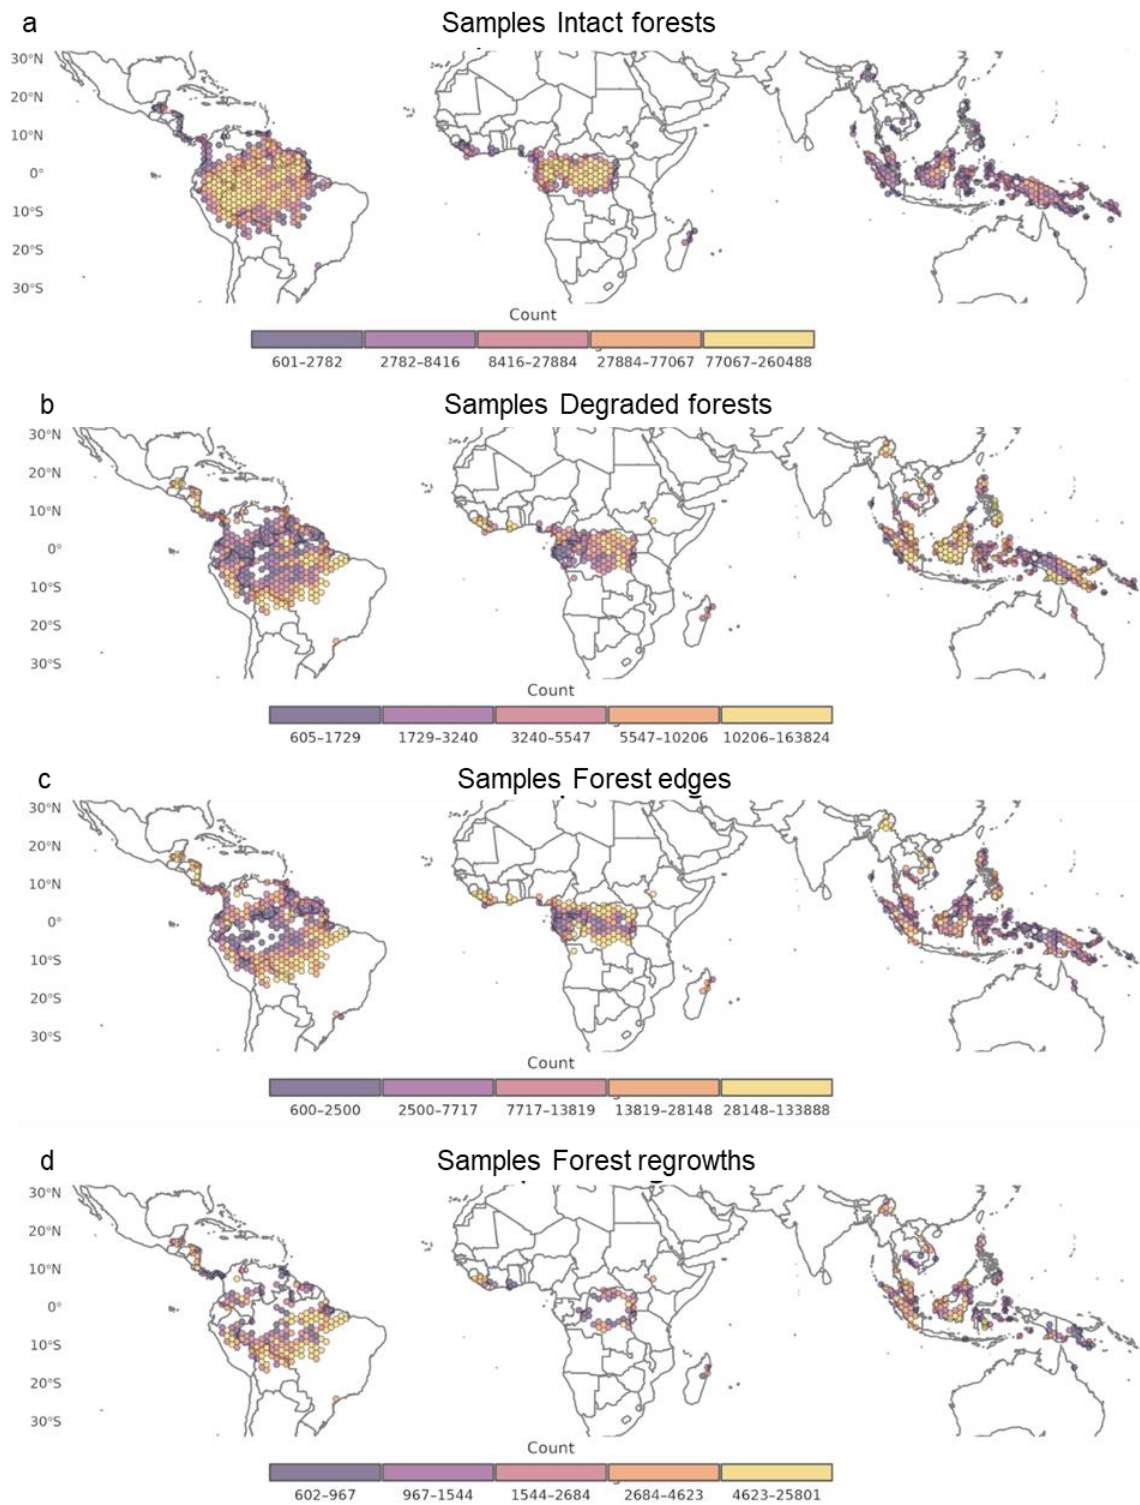 a
Samples Intact forests
30°N
20°N
10°N
0°
10°S
20°S
30°S
Count
601–2782 2782–8416 8416–27884 27884–77067 77067–260488
b
Samples Degraded forests
30°N
20°N
10°N
0°
10°S
20°S
30°S
Count
605–1729 1729–3240 3240–5547 5547–10206 10206–163824
c
Samples Forest edges
30°N
20°N
10°N
0°
10°S
20°S
30°S
Count
600–2500 2500–7717 7717–13819 13819–28148 28148–133888
d
Samples Forest regrowths
30°N
20°N
10°N
0°
10°S
20°S
30°S
Count
602–967 967–1544 1544–2684 2684–4623 4623–25801